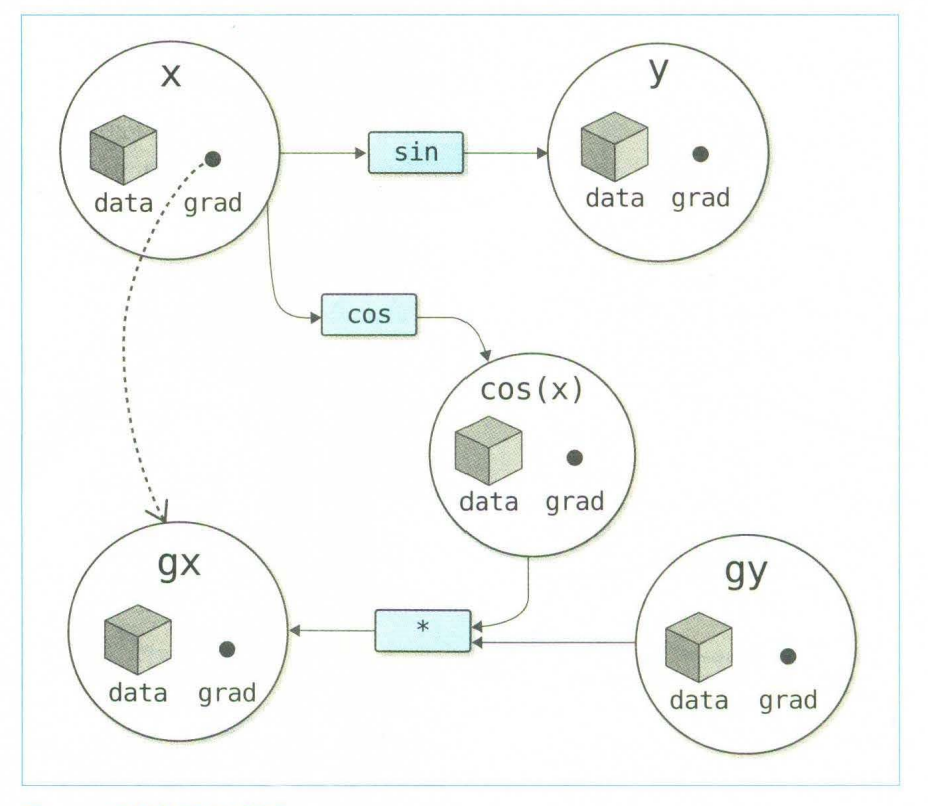 x
data grad
sin
y
data grad
cos
cos(x)
data grad
gx
data grad
*
gy
data grad